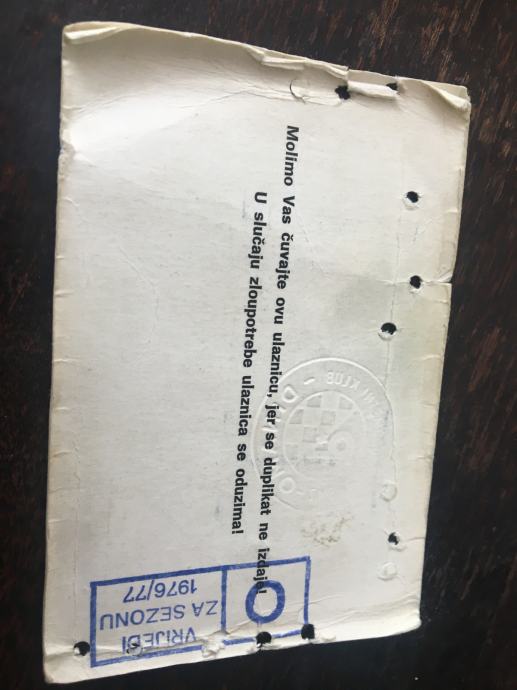 Molimo Vas čuvajte ovu ulaznicu, jer se duplikat ne izdaje!
U slučaju zloupotrebe ulaznica se oduzima!
VRIJEDI
ZA SEZONU
1976/77
O